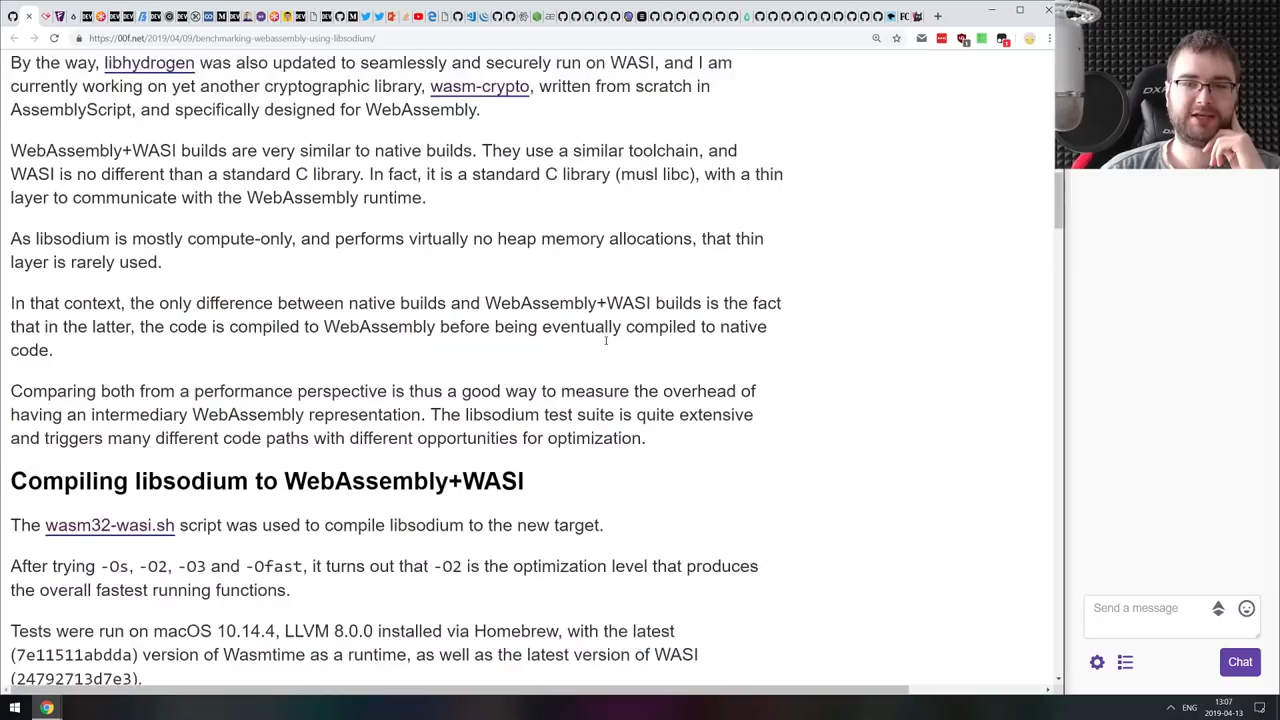 https://00f.net/2019/04/09/benchmarking-webassembly-using-libsodium/
By the way, libhydrogen was also updated to seamlessly and securely run on WASI, and I am
currently working on yet another cryptographic library, wasm-crypto, written from scratch in
AssemblyScript, and specifically designed for WebAssembly.
WebAssembly+WASI builds are very similar to native builds. They use a similar toolchain, and
WASI is no different than a standard C library. In fact, it is a standard C library (musl libc), with a thin
layer to communicate with the WebAssembly runtime.
As libsodium is mostly compute-only, and performs virtually no heap memory allocations, that thin
layer is rarely used.
In that context, the only difference between native builds and WebAssembly+WASI builds is the fact
that in the latter, the code is compiled to WebAssembly before being eventually compiled to native
code.
Comparing both from a performance perspective is thus a good way to measure the overhead of
having an intermediary WebAssembly representation. The libsodium test suite is quite extensive
and triggers many different code paths with different opportunities for optimization.
Compiling libsodium to WebAssembly+WASI
The wasm32-wasi.sh script was used to compile libsodium to the new target.
After trying -Os, -O2, -O3 and -Ofast, it turns out that -O2 is the optimization level that produces
the overall fastest running functions.
Tests were run on macOS 10.14.4, LLVM 8.0.0 installed via Homebrew, with the latest
(7e11511abdda) version of Wasmtime as a runtime, as well as the latest version of WASI
(24792713d7e3).
Send a message
Chat
ENG
13:07
2019-04-13